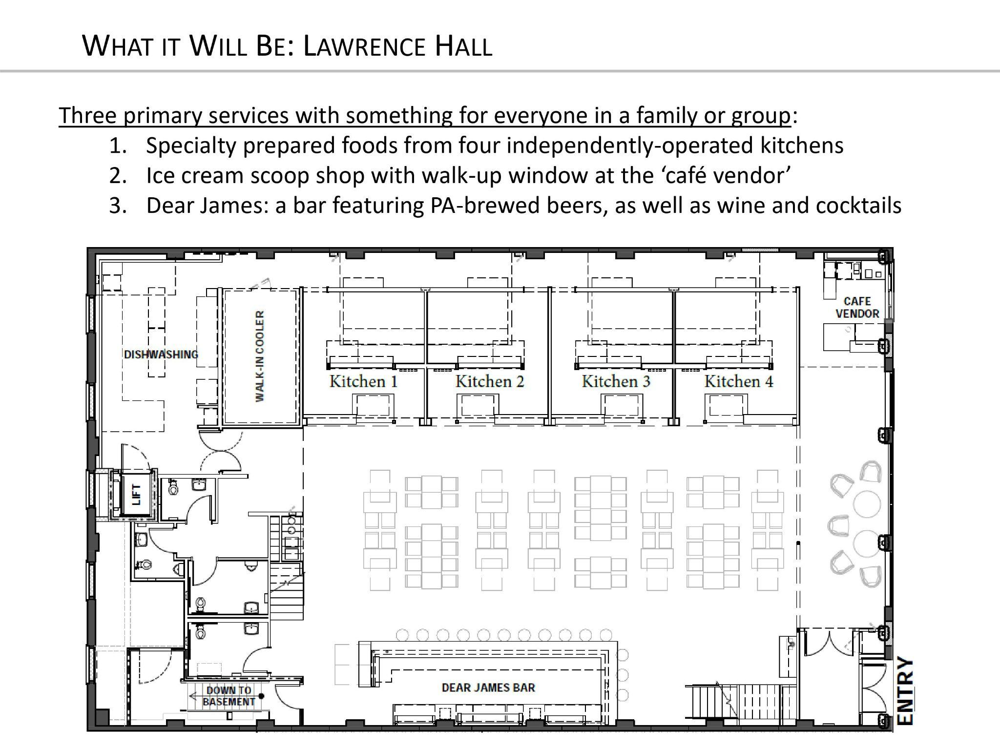 WHAT IT WILL BE: LAWRENCE HALL
Three primary services with something for everyone in a family or group:
1. Specialty prepared foods from four independently-operated kitchens
2. Ice cream scoop shop with walk-up window at the ‘café vendor’
3. Dear James: a bar featuring PA-brewed beers, as well as wine and cocktails
CAFE
VENDOR
DISHWASHING
WALK-IN COOLER
Kitchen 1
Kitchen 2
Kitchen 3
Kitchen 4
LIFT
DEAR JAMES BAR
DOWN TO
BASEMENT
ENTRY